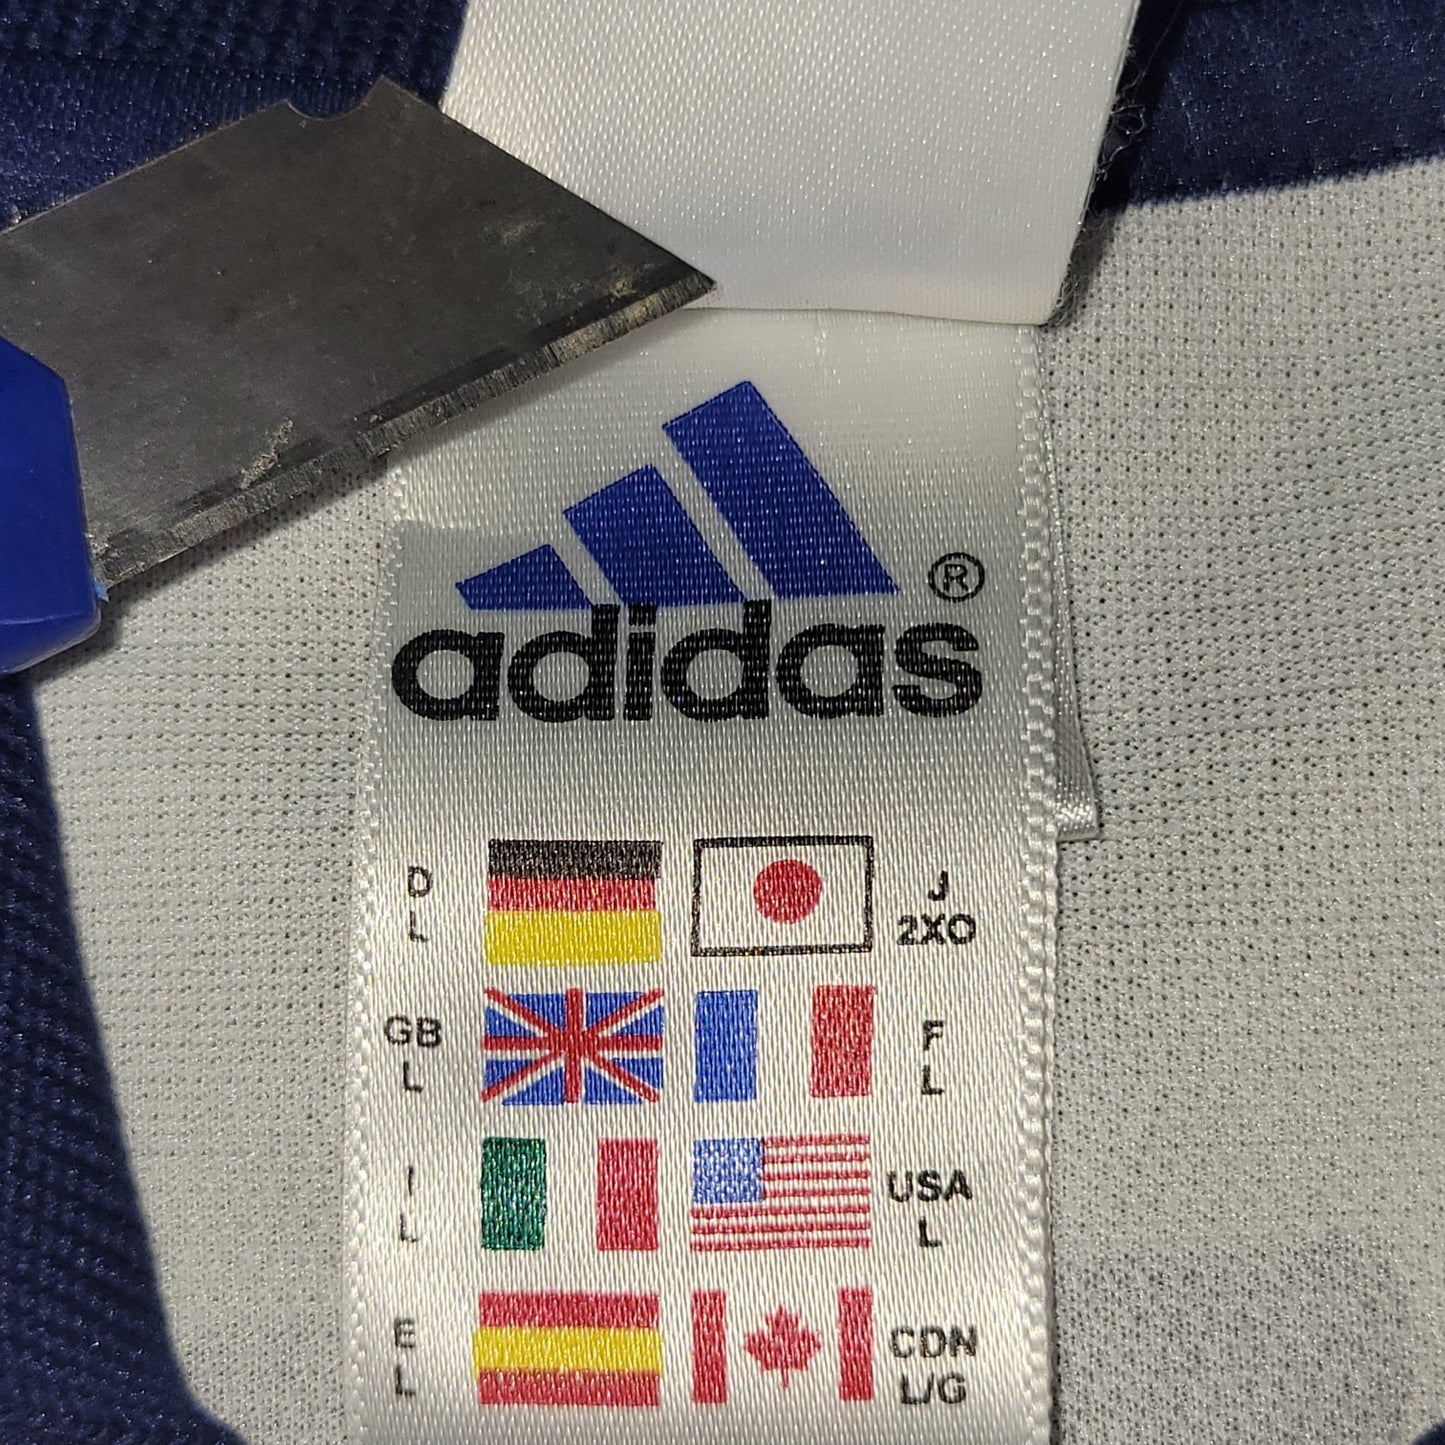 adidas®
D J
L 2XO
GB F
L L
I USA
L L
E CDN
L L/G